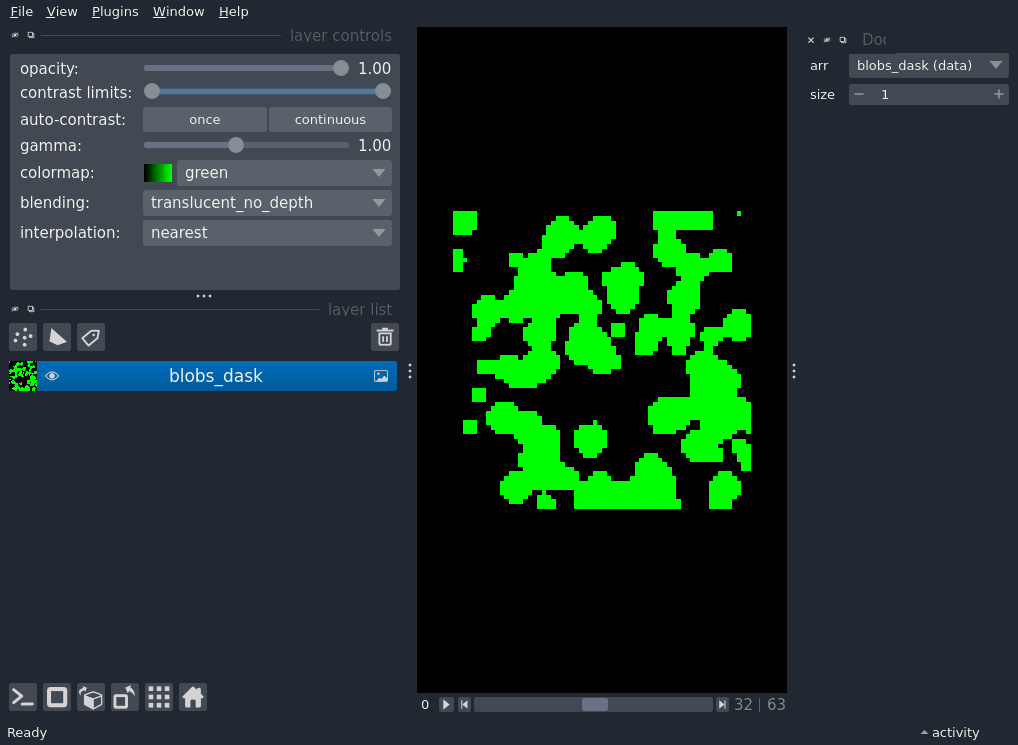 File View Plugins Window Help
layer controls
opacity: 1.00
contrast limits:
auto-contrast: once continuous
gamma: 1.00
colormap: green
blending: translucent_no_depth
interpolation: nearest
layer list
blobs_dask
Ready
0 32 | 63
arr blobs_dask (data)
size 1
activity